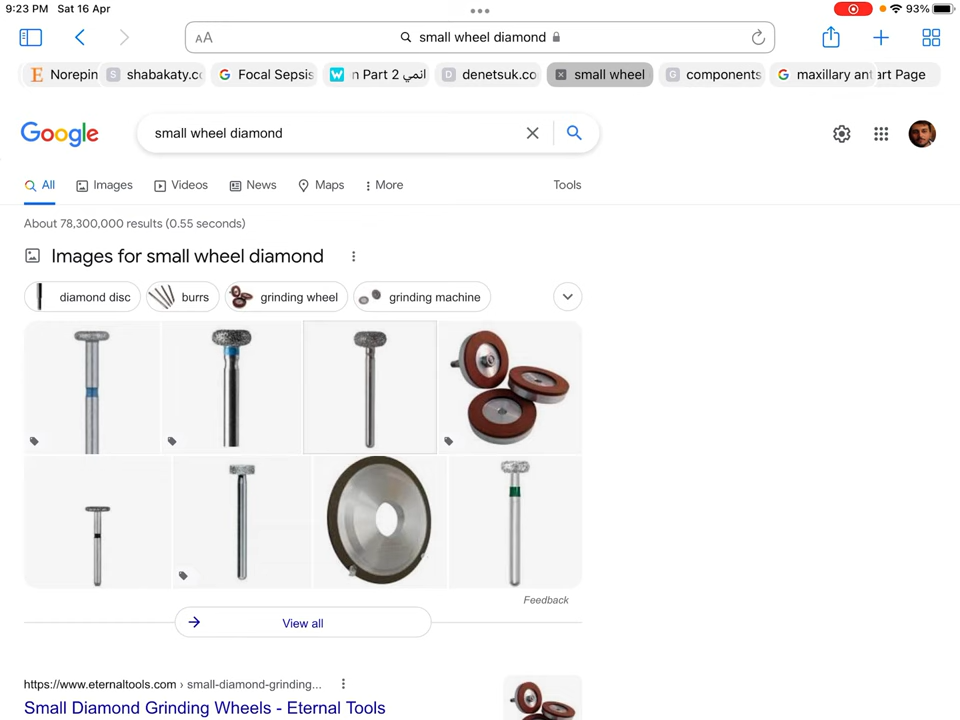 9:23 PM Sat 16 Apr
93%
AA small wheel diamond
Norepin shabakaty.cc Focal Sepsis n Part 2 انمي denetsuk.co small wheel components maxillary ant art Page
Google
small wheel diamond
All Images Videos News Maps More Tools
About 78,300,000 results (0.55 seconds)
Images for small wheel diamond
diamond disc burrs grinding wheel grinding machine
Feedback
View all
https://www.eternaltools.com › small-diamond-grinding...
Small Diamond Grinding Wheels - Eternal Tools